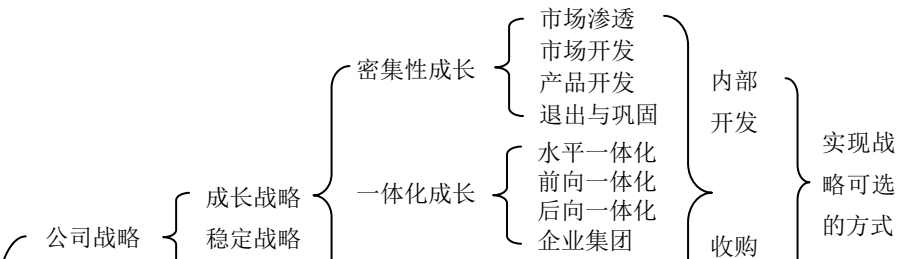 市场渗透
市场开发
密集性成长
产品开发
退出与巩固
内部
开发
水平一体化
前向一体化
一体化成长
后向一体化
企业集团
成长战略
稳定战略
公司战略
收购
实现战
略可选
的方式